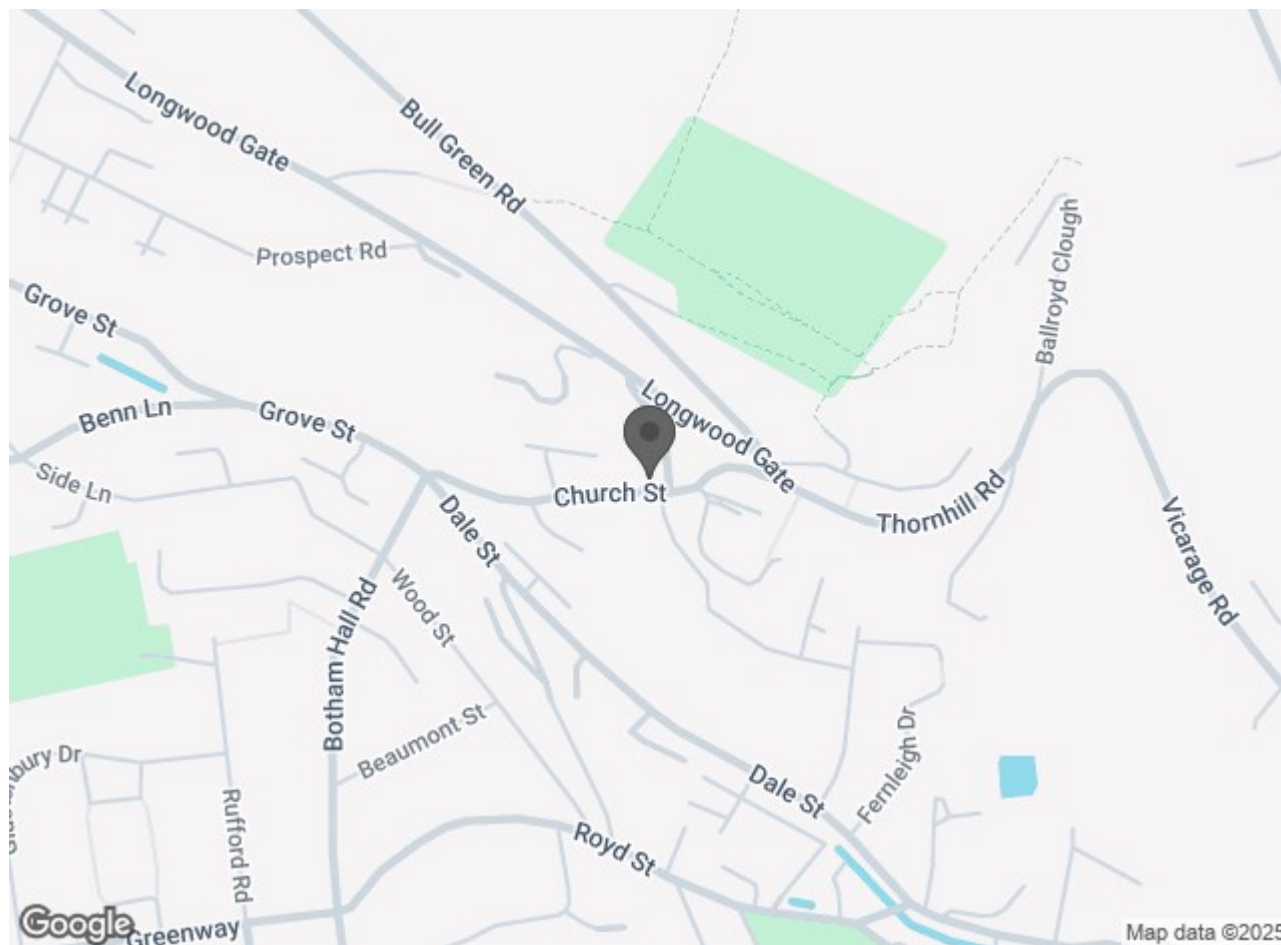 Longwood Gate
Bull Green Rd
Prospect Rd
Ballroyd Clough
Grove St
Benn Ln
Grove St
Longwood Gate
Side Ln
Church St
Thornhill Rd
Vicarage Rd
Dale St
Wood St
Botham Hall Rd
Beaumont St
Fernleigh Dr
Dale St
Rufford Rd
Royd St
Greenway
Google
Map data ©2025